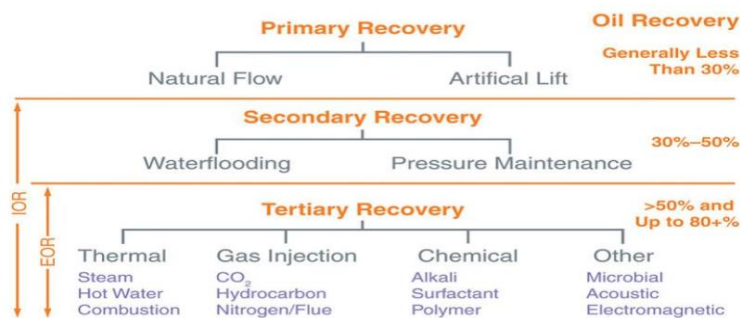 Primary Recovery
Oil Recovery
Natural Flow
Artifical Lift
Generally Less
Than 30%
Secondary Recovery
Waterflooding
Pressure Maintenance
30%–50%
IOR
EOR
Tertiary Recovery
>50% and
Up to 80+%
Thermal
Gas Injection
Chemical
Other
Steam
CO₂
Alkali
Microbial
Hot Water
Hydrocarbon
Surfactant
Acoustic
Combustion
Nitrogen/Flue
Polymer
Electromagnetic